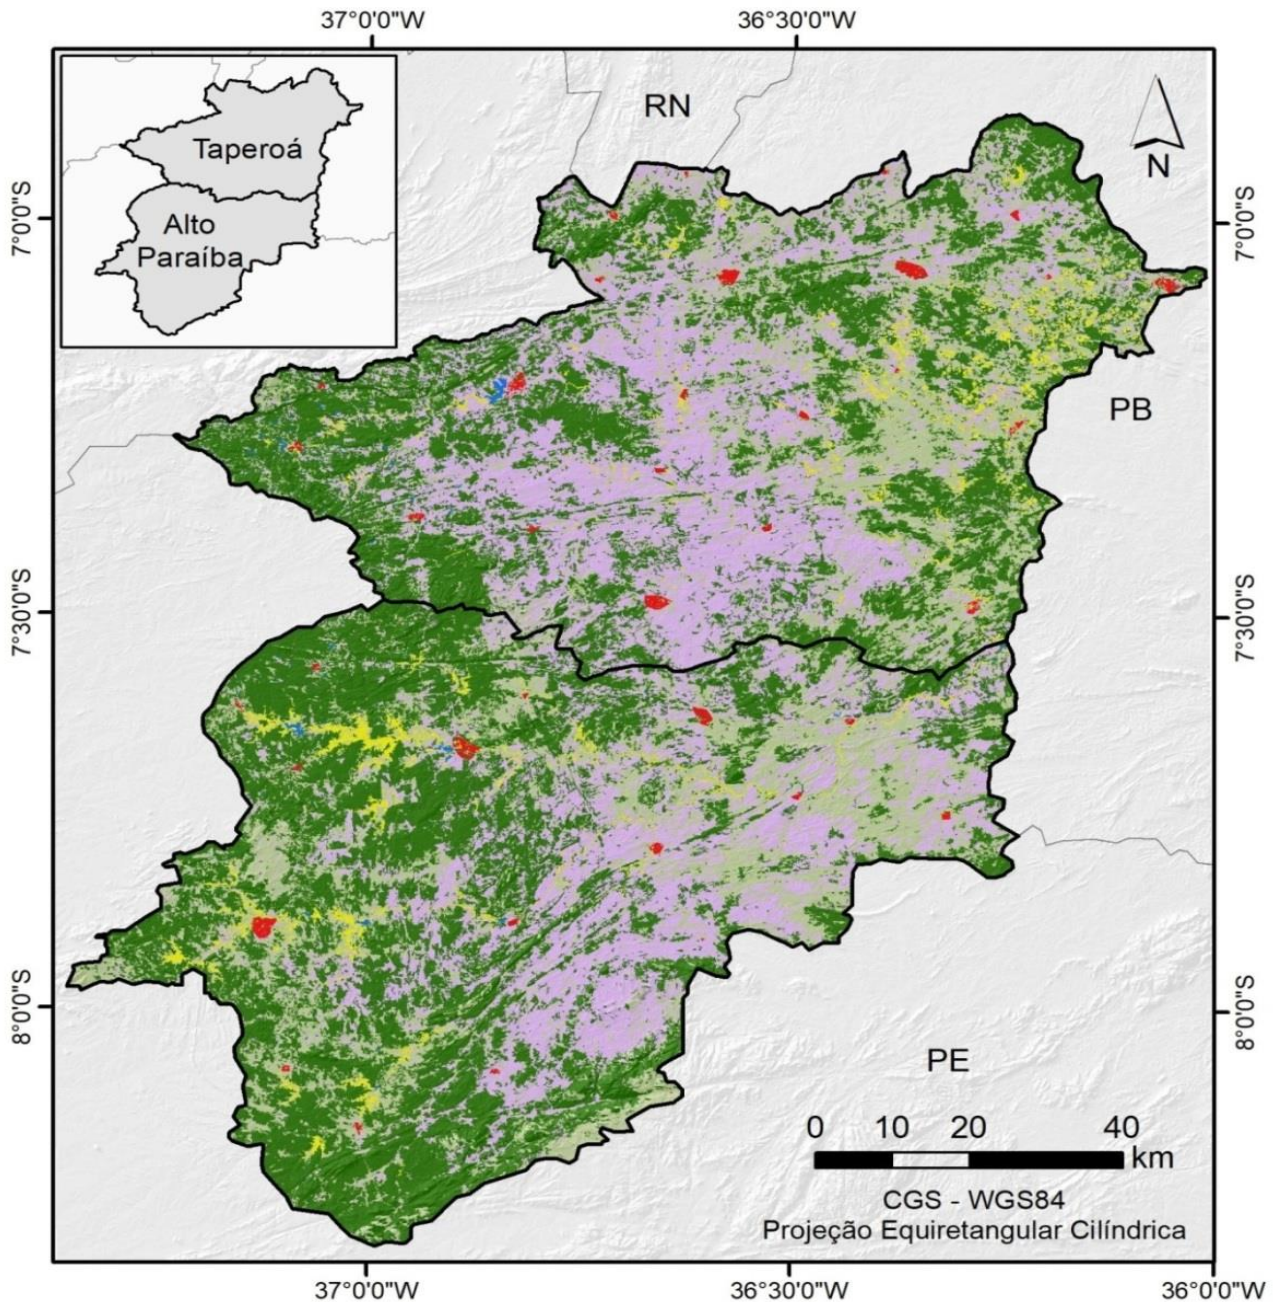 37°0'0"W 36°30'0"W
RN
N
Taperoá
Alto
Paraíba
7°0'0"S 7°0'0"S
PB
7°30'0"S 7°30'0"S
8°0'0"S 8°0'0"S
PE
0 10 20 40
km
CGS - WGS84
Projeção Equiretangular Cilíndrica
37°0'0"W 36°30'0"W 36°0'0"W